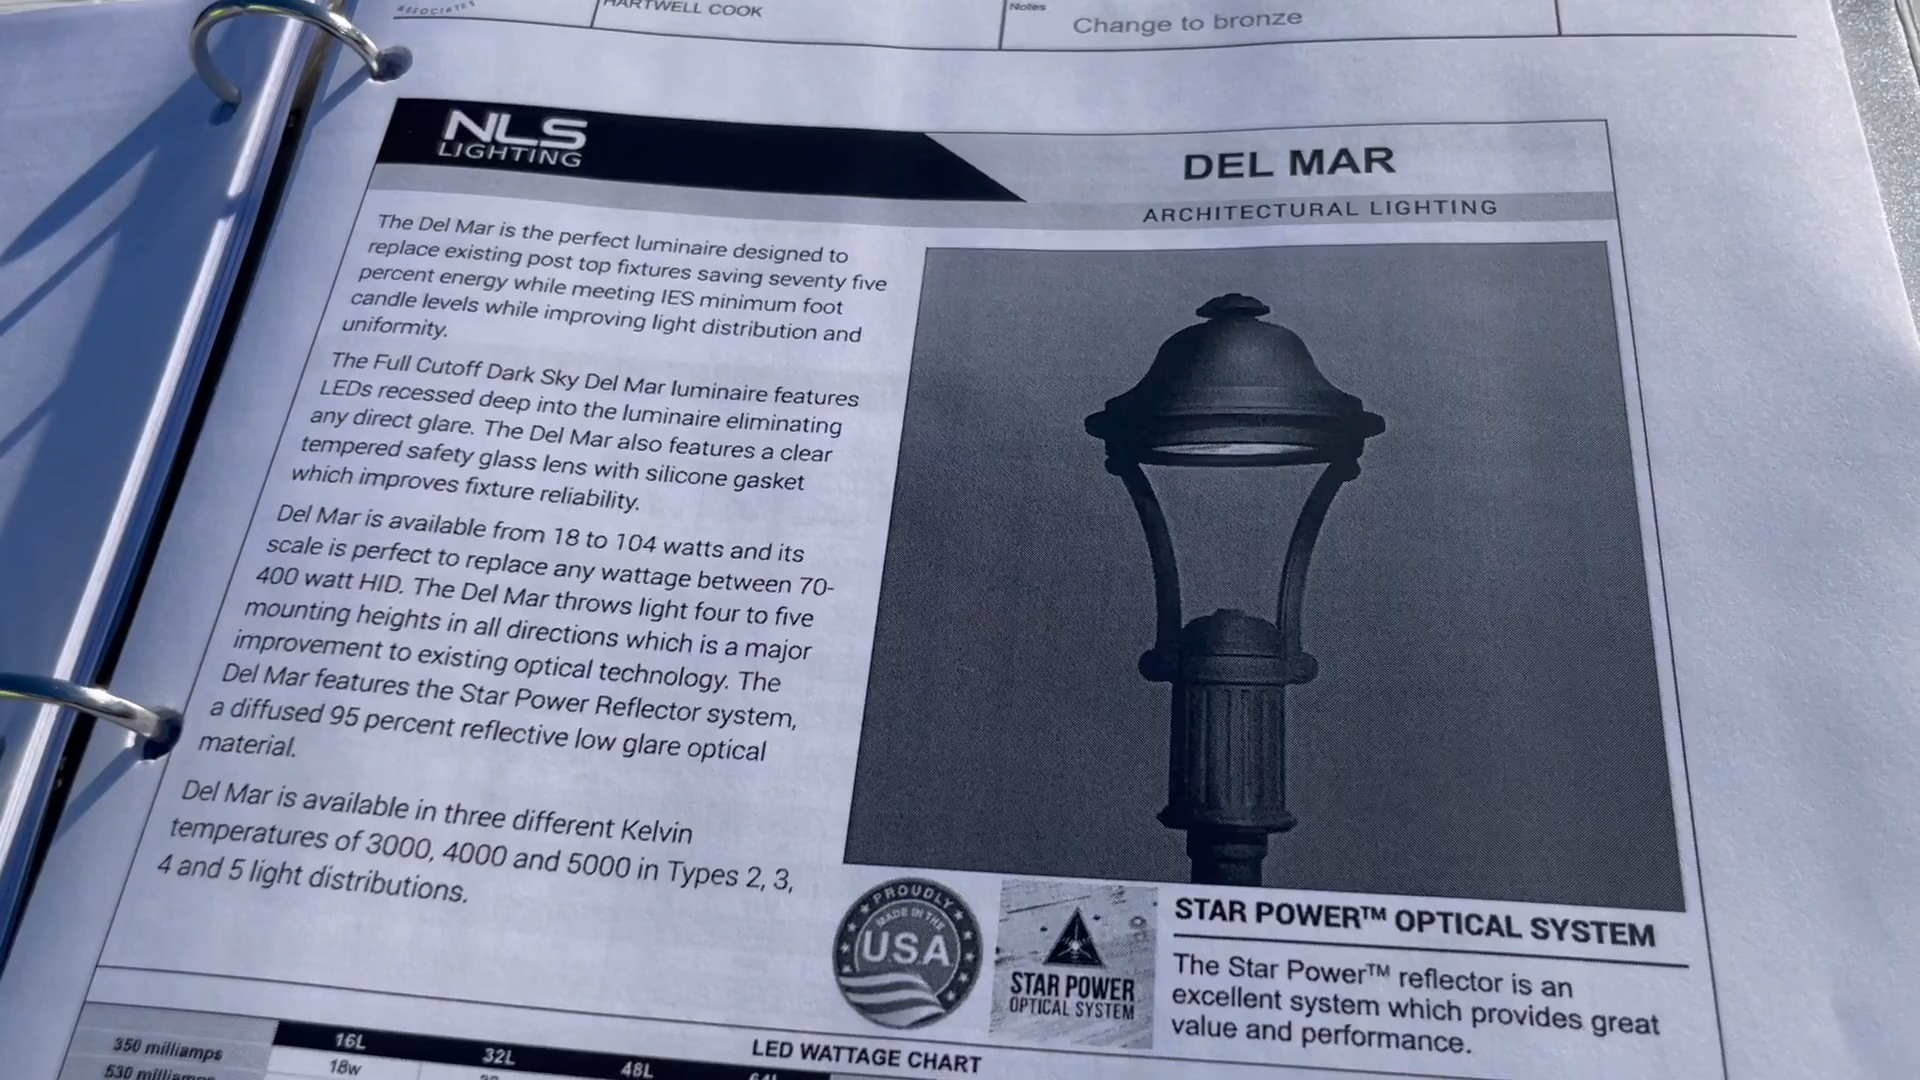 ASSOCIATES
HARTWELL COOK
Notes
Change to bronze
NLS
LIGHTING
DEL MAR
ARCHITECTURAL LIGHTING
The Del Mar is the perfect luminaire designed to
replace existing post top fixtures saving seventy five
percent energy while meeting IES minimum foot
candle levels while improving light distribution and
uniformity.
The Full Cutoff Dark Sky Del Mar luminaire features
LEDs recessed deep into the luminaire eliminating
any direct glare. The Del Mar also features a clear
tempered safety glass lens with silicone gasket
which improves fixture reliability.
Del Mar is available from 18 to 104 watts and its
scale is perfect to replace any wattage between 70-
400 watt HID. The Del Mar throws light four to five
mounting heights in all directions which is a major
improvement to existing optical technology. The
Del Mar features the Star Power Reflector system,
a diffused 95 percent reflective low glare optical
material.
Del Mar is available in three different Kelvin
temperatures of 3000, 4000 and 5000 in Types 2, 3,
4 and 5 light distributions.
PROUDLY
MADE IN THE
USA
STAR POWER
OPTICAL SYSTEM
STAR POWER™ OPTICAL SYSTEM
The Star Power™ reflector is an
excellent system which provides great
value and performance.
LED WATTAGE CHART
16L
32L
48L
350 milliamps
18w
530 milliamps